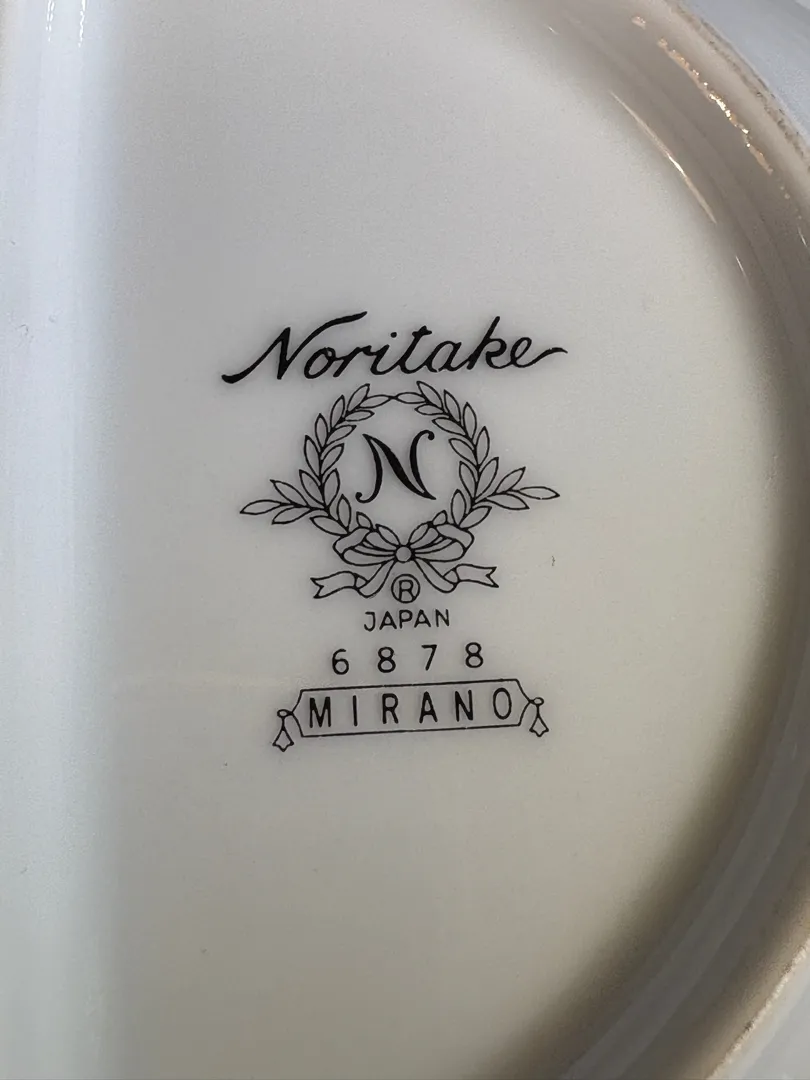 Noritake
N
®
JAPAN
6878
MIRANO